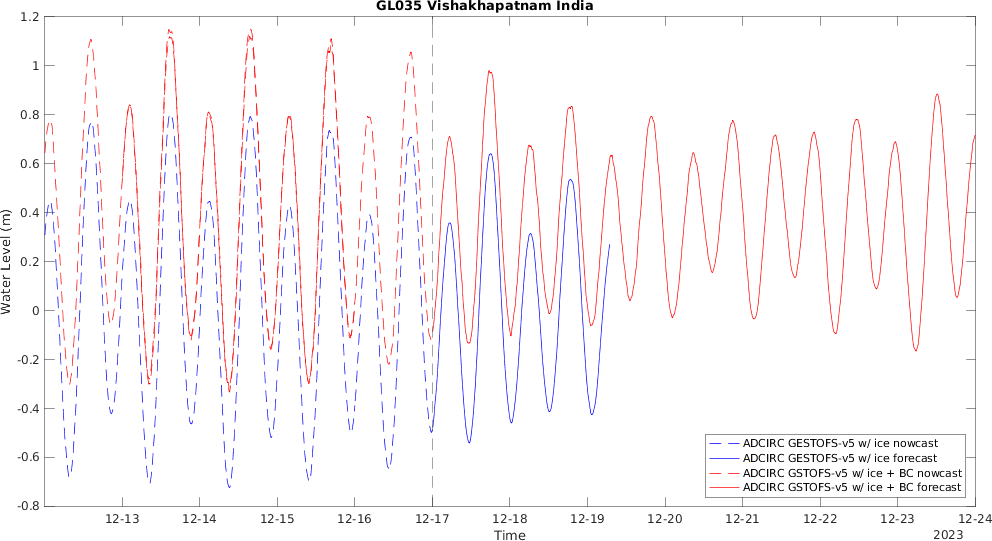 GL035 Vishakhapatnam India
1.2
1
0.8
0.6
0.4
0.2
0
-0.2
-0.4
-0.6
-0.8
Water Level (m)
ADCIRC GESTOFS-v5 w/ ice nowcast
ADCIRC GESTOFS-v5 w/ ice forecast
ADCIRC GSTOFS-v5 w/ ice + BC nowcast
ADCIRC GSTOFS-v5 w/ ice + BC forecast
12-13 12-14 12-15 12-16 12-17 12-18 12-19 12-20 12-21 12-22 12-23 12-24
Time
2023